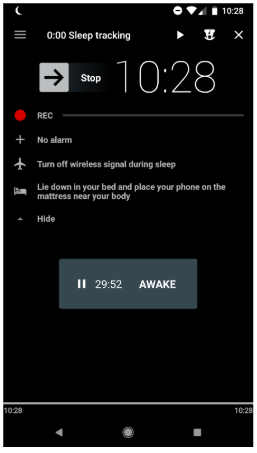 10:28
0:00 Sleep tracking
Stop
10:28
REC
No alarm
Turn off wireless signal during sleep
Lie down in your bed and place your phone on the
mattress near your body
Hide
29:52 AWAKE
10:28 10:28